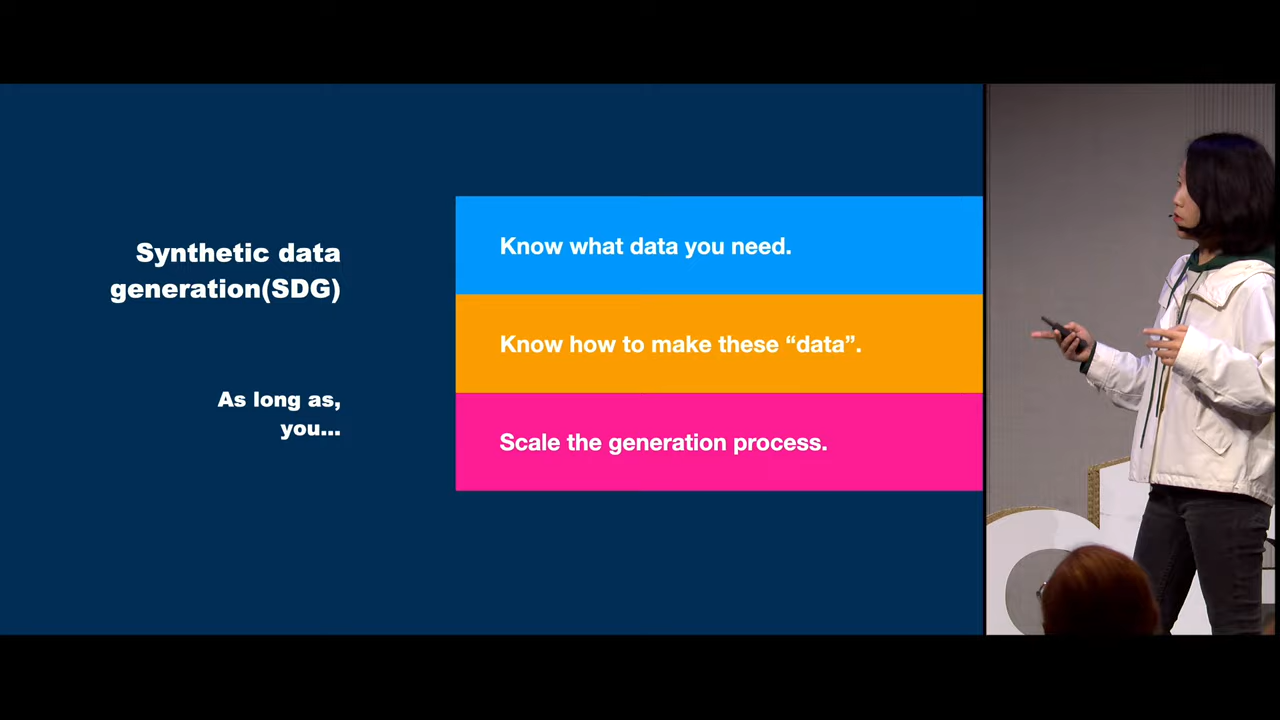 Synthetic data
generation(SDG)
As long as,
you...
Know what data you need.
Know how to make these “data”.
Scale the generation process.